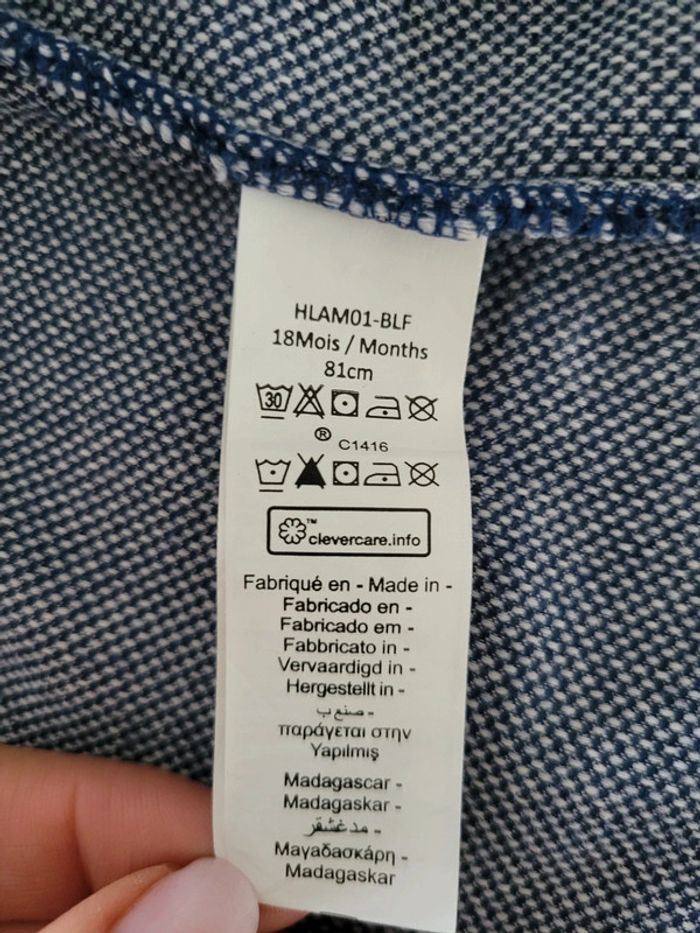 HLAM01-BLF
18Mois / Months
81cm
30
® C1416
™ clevercare.info
Fabriqué en - Made in -
Fabricado en -
Fabricado em -
Fabbricato in -
Vervaardigd in -
Hergestellt in -
صنع ب -
παράγεται στην
Yapılmış
Madagascar -
Madagaskar -
مدغشقر -
Μαγαδασκάρη -
Madagaskar